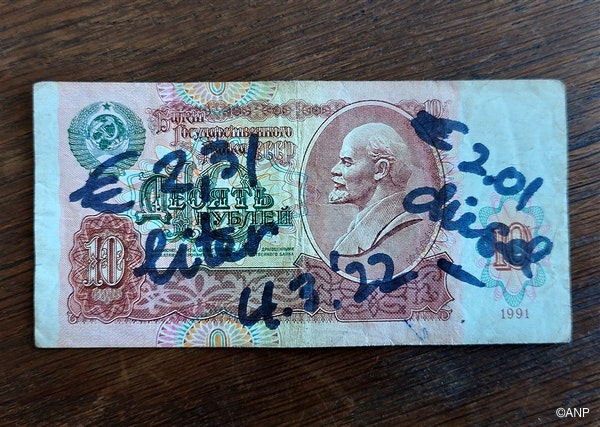 Билет
Государственного
Банка СССР
10
€ 2,31
liter
€ 2.01
diesel
4.3.'22 –
ДЕСЯТЬ
РУБЛЕЙ
10
10
1991
©ANP